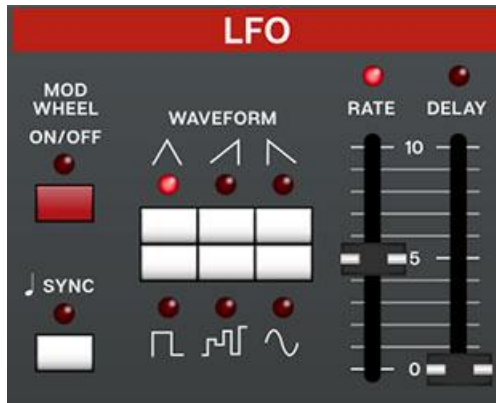 LFO
MOD
WHEEL
ON/OFF
WAVEFORM
RATE DELAY
10
5
♩ SYNC
0